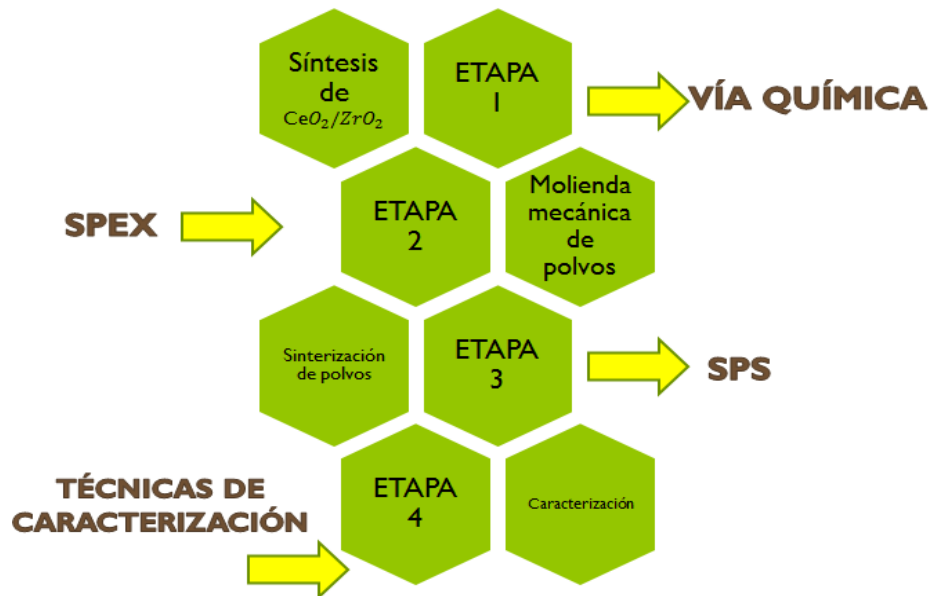 Síntesis
de
CeO₂/ZrO₂
ETAPA
1
VÍA QUÍMICA
SPEX
ETAPA
2
Molienda
mecánica
de
polvos
Sinterización
de polvos
ETAPA
3
SPS
TÉCNICAS DE
CARACTERIZACIÓN
ETAPA
4
Caracterización